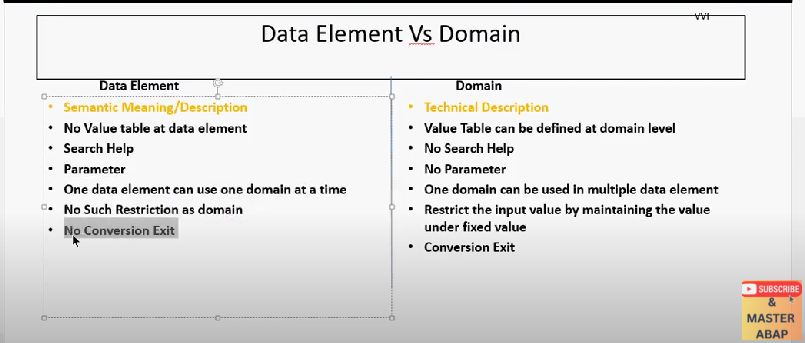 VVI
Data Element Vs Domain
Data Element
• Semantic Meaning/Description
• No Value table at data element
• Search Help
• Parameter
• One data element can use one domain at a time
• No Such Restriction as domain
• No Conversion Exit
Domain
• Technical Description
• Value Table can be defined at domain level
• No Search Help
• No Parameter
• One domain can be used in multiple data element
• Restrict the input value by maintaining the value
under fixed value
• Conversion Exit
SUBSCRIBE
&
MASTER
ABAP